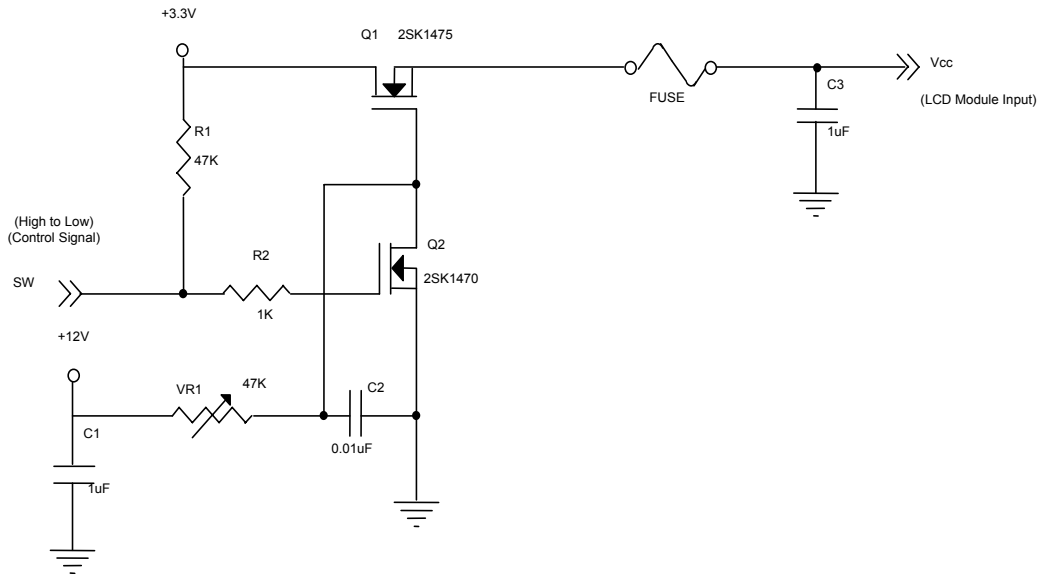 +3.3V
Q1 2SK1475
FUSE
Vcc
(LCD Module Input)
C3
1uF
R1
47K
(High to Low)
(Control Signal)
SW
R2
1K
Q2
2SK1470
+12V
VR1
47K
C2
0.01uF
C1
1uF